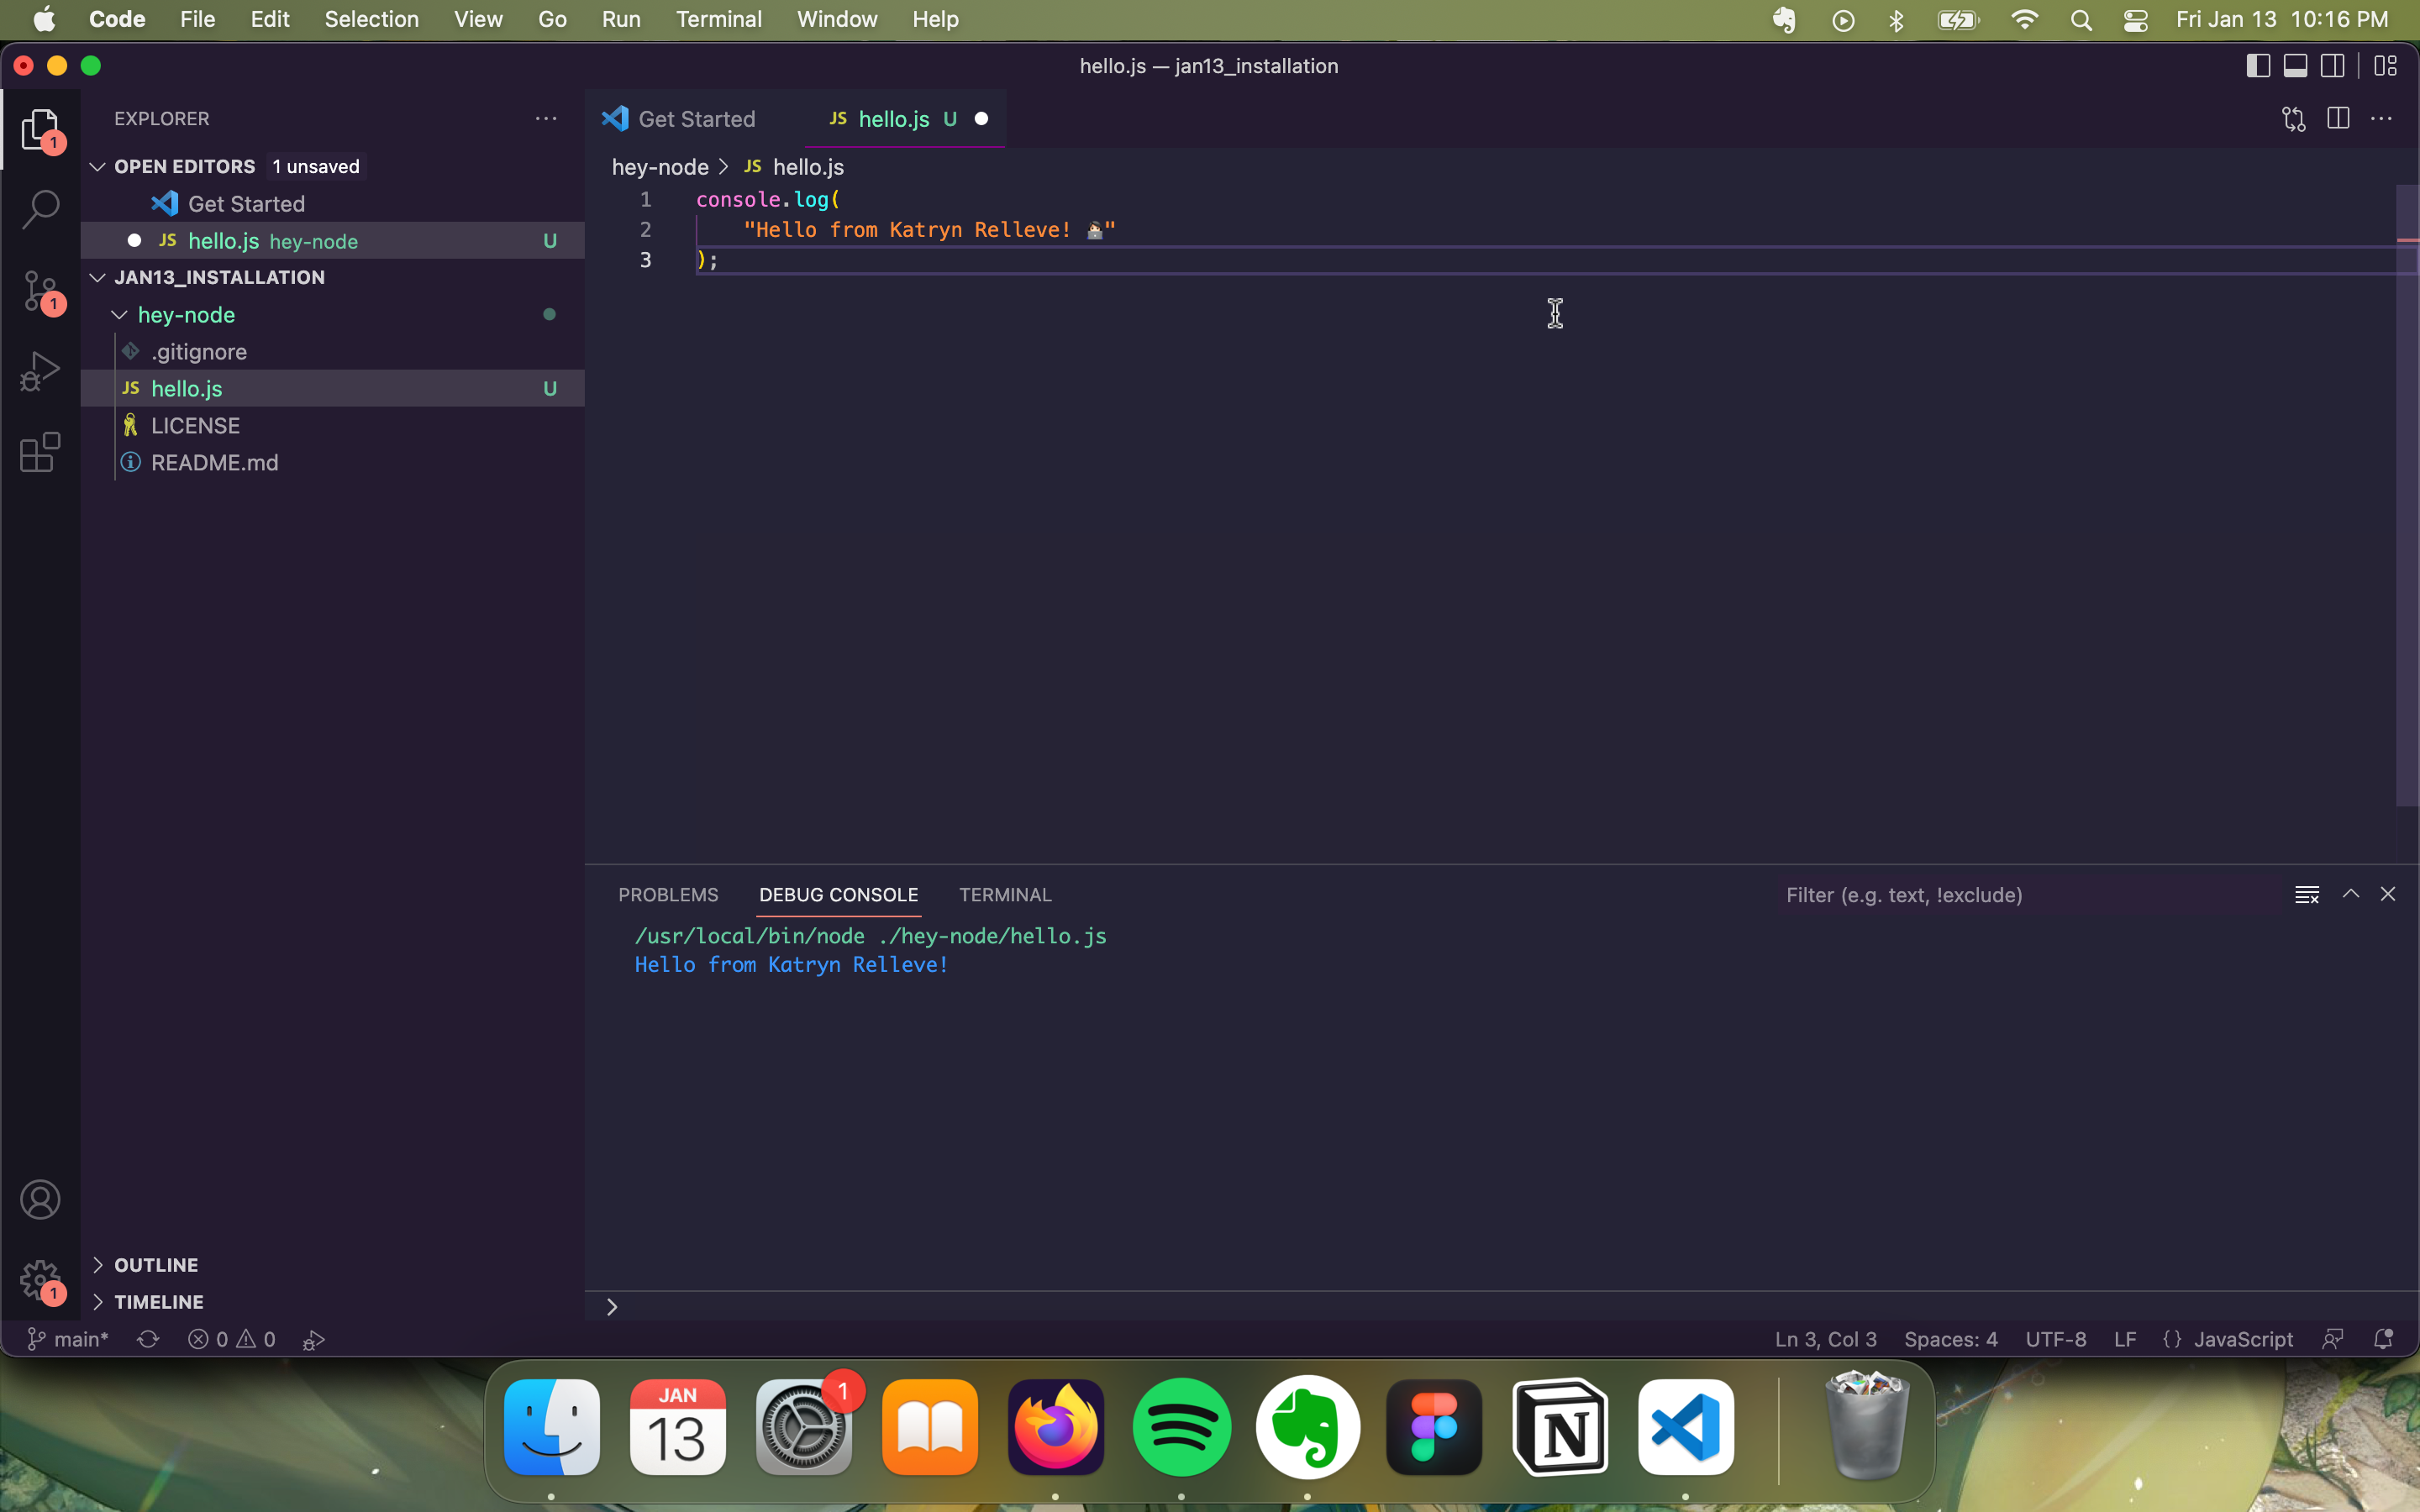 Code File Edit Selection View Go Run Terminal Window Help Fri Jan 13 10:16 PM
hello.js — jan13_installation
EXPLORER
OPEN EDITORS 1 unsaved
Get Started
JS hello.js hey-node U
JAN13_INSTALLATION
hey-node
.gitignore
JS hello.js U
LICENSE
README.md
OUTLINE
TIMELINE
1
1
1
Get Started JS hello.js U
hey-node > JS hello.js
1 console.log(
2 "Hello from Katryn Relleve! 👩🏻‍💻"
3 );
PROBLEMS DEBUG CONSOLE TERMINAL Filter (e.g. text, !exclude)
/usr/local/bin/node ./hey-node/hello.js
Hello from Katryn Relleve!
main* 0 0 Ln 3, Col 3 Spaces: 4 UTF-8 LF {} JavaScript
JAN
13
1
N